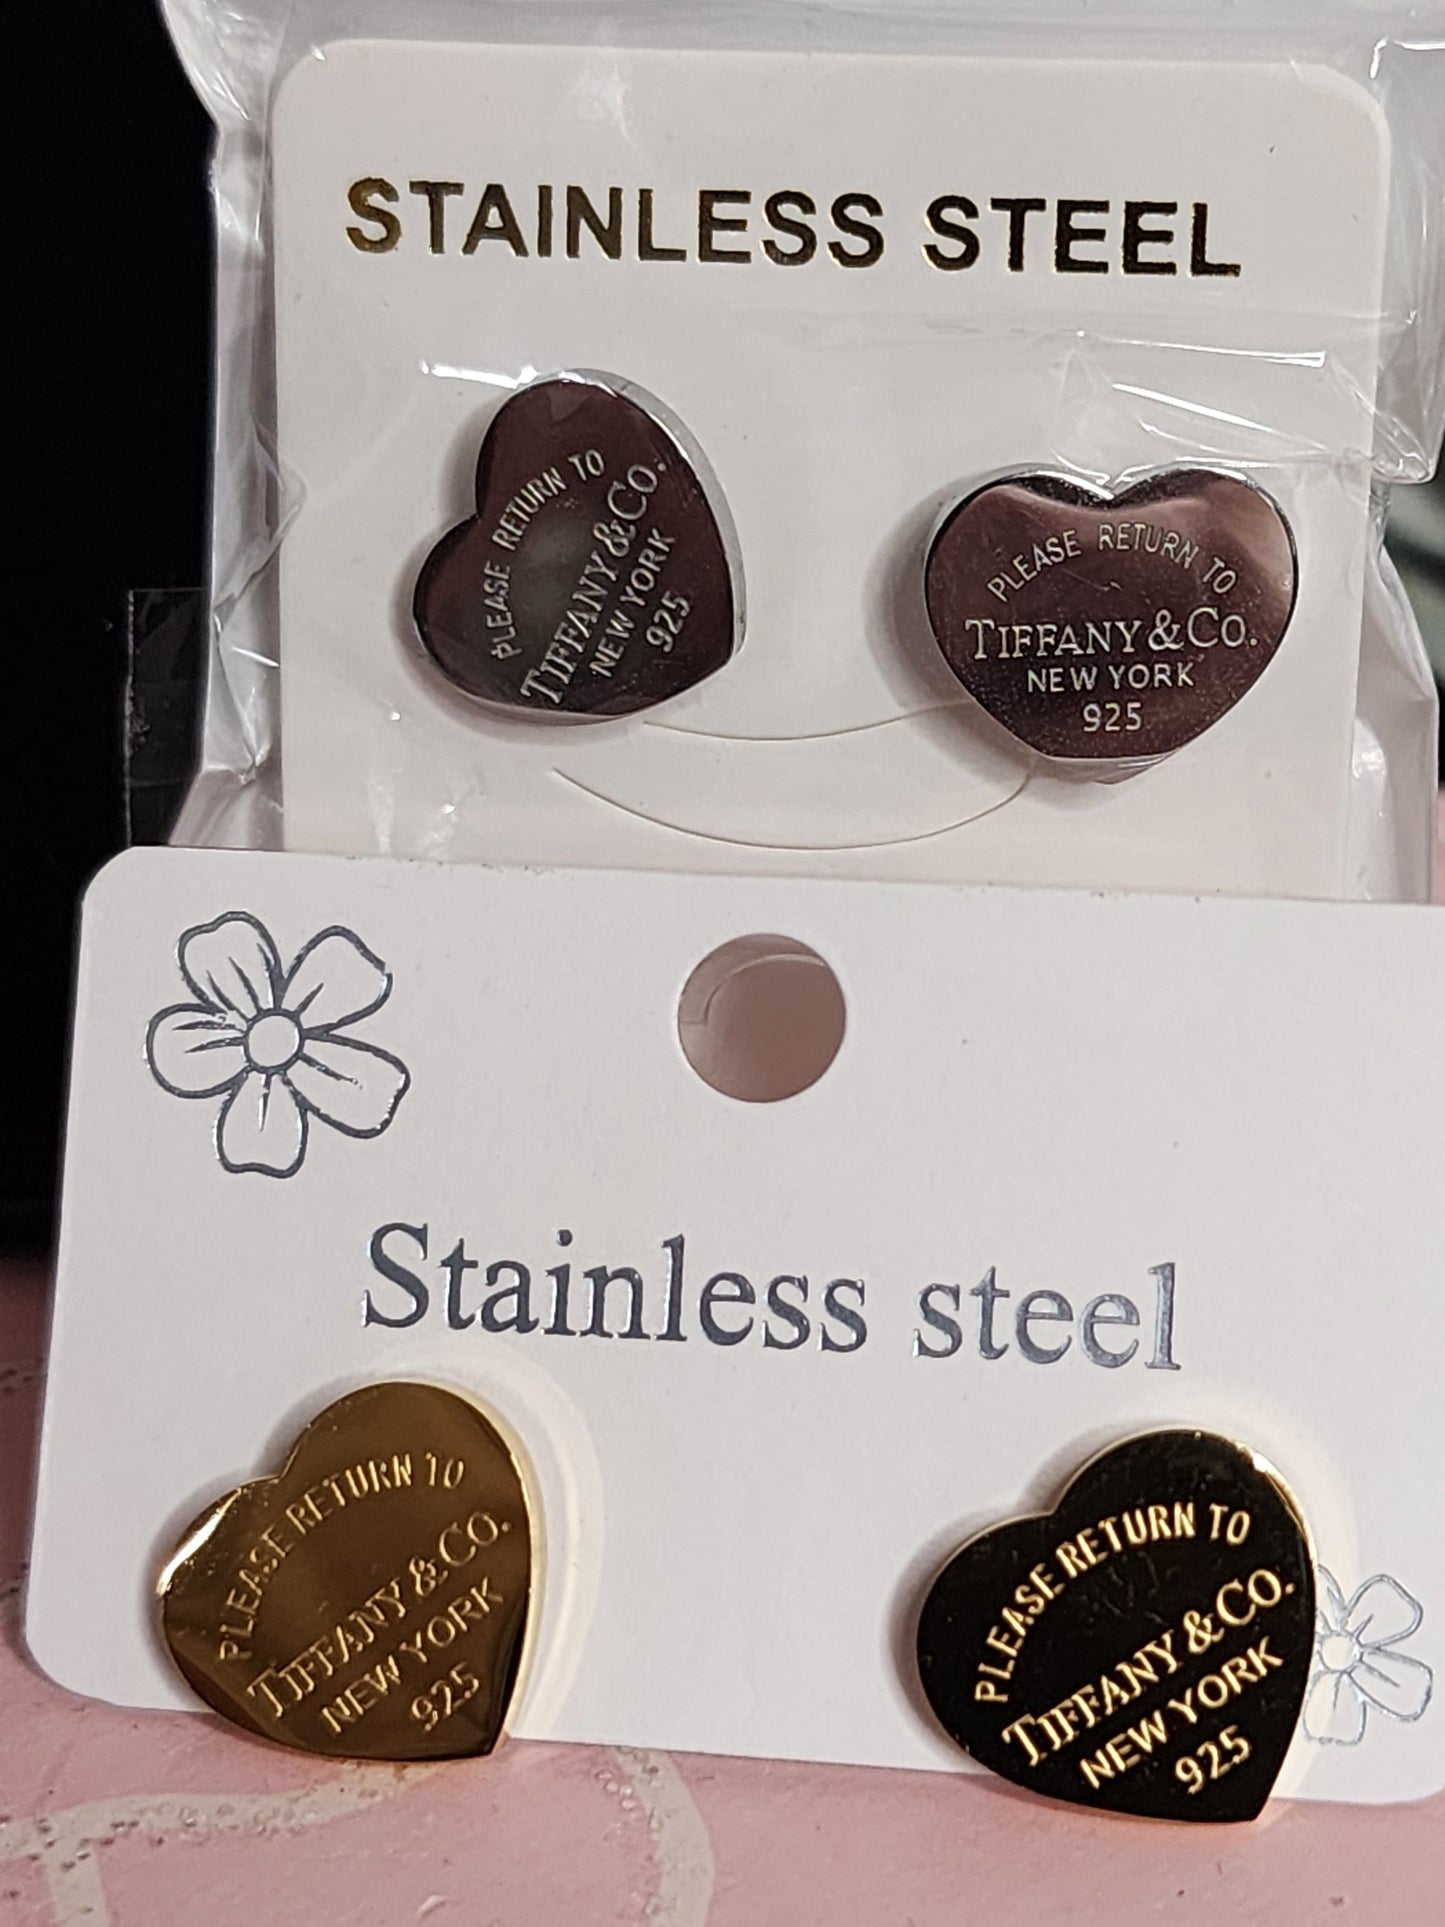 STAINLESS STEEL
PLEASE RETURN TO
TIFFANY & CO.
NEW YORK
925
PLEASE RETURN TO
TIFFANY & CO.
NEW YORK
925
Stainless steel
PLEASE RETURN TO
TIFFANY & CO.
NEW YORK
925
PLEASE RETURN TO
TIFFANY & CO.
NEW YORK
925